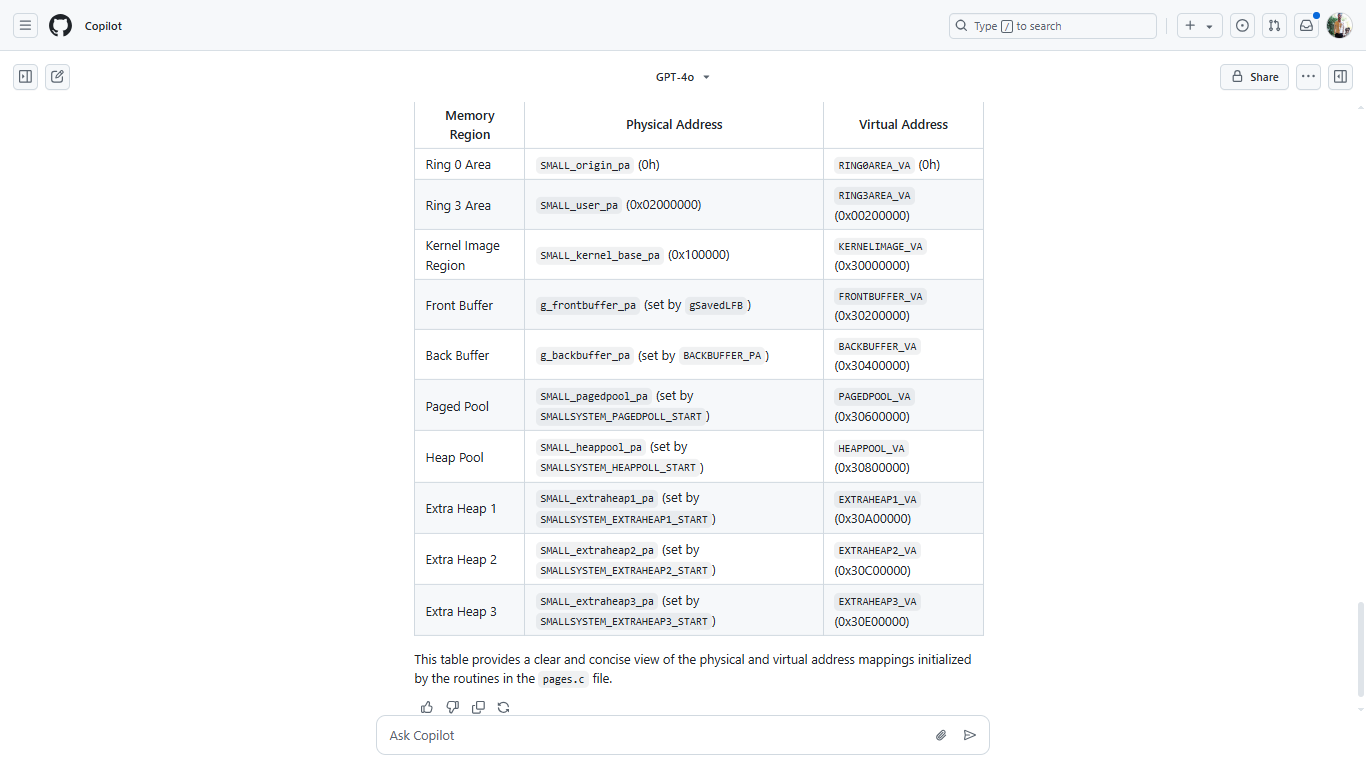 Copilot
Type / to search
GPT-4o
Share
Memory Region Physical Address Virtual Address
Ring 0 Area SMALL_origin_pa (0h) RING0AREA_VA (0h)
Ring 3 Area SMALL_user_pa (0x02000000) RING3AREA_VA (0x00200000)
Kernel Image Region SMALL_kernel_base_pa (0x100000) KERNELIMAGE_VA (0x30000000)
Front Buffer g_frontbuffer_pa (set by gSavedLFB ) FRONTBUFFER_VA (0x30200000)
Back Buffer g_backbuffer_pa (set by BACKBUFFER_PA ) BACKBUFFER_VA (0x30400000)
Paged Pool SMALL_pagedpool_pa (set by SMALLSYSTEM_PAGEDPOLL_START ) PAGEDPOOL_VA (0x30600000)
Heap Pool SMALL_heappool_pa (set by SMALLSYSTEM_HEAPPOLL_START ) HEAPPOOL_VA (0x30800000)
Extra Heap 1 SMALL_extraheap1_pa (set by SMALLSYSTEM_EXTRAHEAP1_START ) EXTRAHEAP1_VA (0x30A00000)
Extra Heap 2 SMALL_extraheap2_pa (set by SMALLSYSTEM_EXTRAHEAP2_START ) EXTRAHEAP2_VA (0x30C00000)
Extra Heap 3 SMALL_extraheap3_pa (set by SMALLSYSTEM_EXTRAHEAP3_START ) EXTRAHEAP3_VA (0x30E00000)
This table provides a clear and concise view of the physical and virtual address mappings initialized
by the routines in the pages.c file.
Ask Copilot